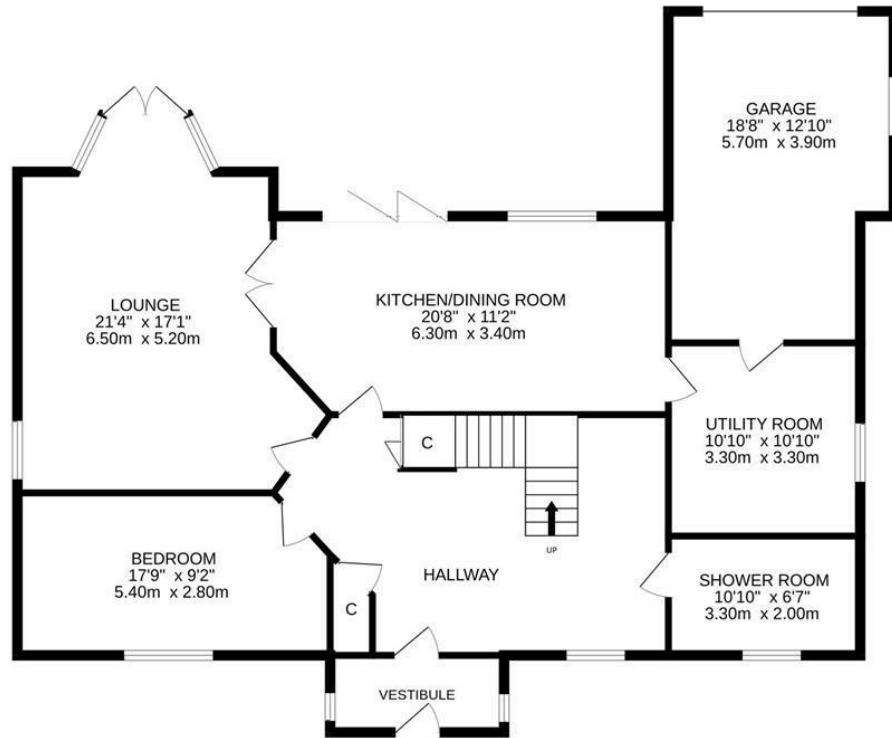 GARAGE
18'8" x 12'10"
5.70m x 3.90m
LOUNGE
21'4" x 17'1"
6.50m x 5.20m
KITCHEN/DINING ROOM
20'8" x 11'2"
6.30m x 3.40m
UTILITY ROOM
10'10" x 10'10"
3.30m x 3.30m
C
UP
BEDROOM
17'9" x 9'2"
5.40m x 2.80m
HALLWAY
SHOWER ROOM
10'10" x 6'7"
3.30m x 2.00m
C
VESTIBULE